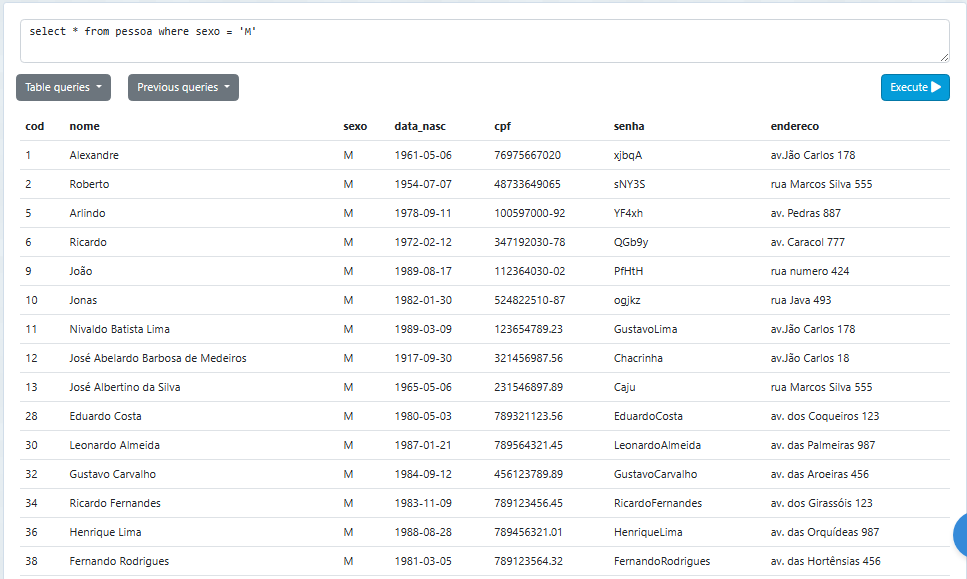 select * from pessoa where sexo = 'M'
Table queries Previous queries Execute
cod nome sexo data_nasc cpf senha endereco
1 Alexandre M 1961-05-06 76975667020 xjbqA av.Jão Carlos 178
2 Roberto M 1954-07-07 48733649065 sNY3S rua Marcos Silva 555
5 Arlindo M 1978-09-11 100597000-92 YF4xh av. Pedras 887
6 Ricardo M 1972-02-12 347192030-78 QGb9y av. Caracol 777
9 João M 1989-08-17 112364030-02 PfHtH rua numero 424
10 Jonas M 1982-01-30 524822510-87 ogjkz rua Java 493
11 Nivaldo Batista Lima M 1989-03-09 123654789.23 GustavoLima av.Jão Carlos 178
12 José Abelardo Barbosa de Medeiros M 1917-09-30 321456987.56 Chacrinha av.Jão Carlos 18
13 José Albertino da Silva M 1965-05-06 231546897.89 Caju rua Marcos Silva 555
28 Eduardo Costa M 1980-05-03 789321123.56 EduardoCosta av. dos Coqueiros 123
30 Leonardo Almeida M 1987-01-21 789564321.45 LeonardoAlmeida av. das Palmeiras 987
32 Gustavo Carvalho M 1984-09-12 456123789.89 GustavoCarvalho av. das Aroeiras 456
34 Ricardo Fernandes M 1983-11-09 789123456.45 RicardoFernandes av. dos Girassóis 123
36 Henrique Lima M 1988-08-28 789456321.01 HenriqueLima av. das Orquídeas 987
38 Fernando Rodrigues M 1981-03-05 789123564.32 FernandoRodrigues av. das Hortênsias 456